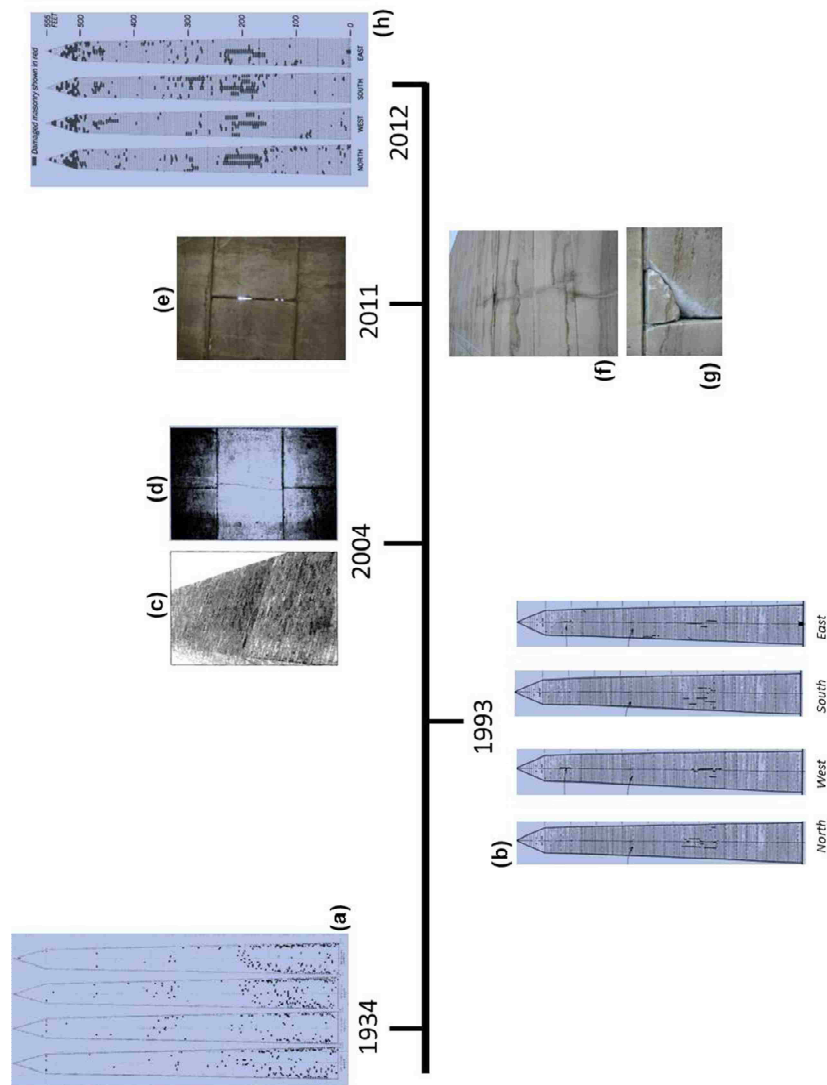 (a)
1934
(b)
North West South East
1993
(c)
(d)
2004
(e)
2011
(f)
(g)
Damaged masonry shown in red
555
FEET
500
400
300
200
100
0
NORTH WEST SOUTH EAST
(h)
2012